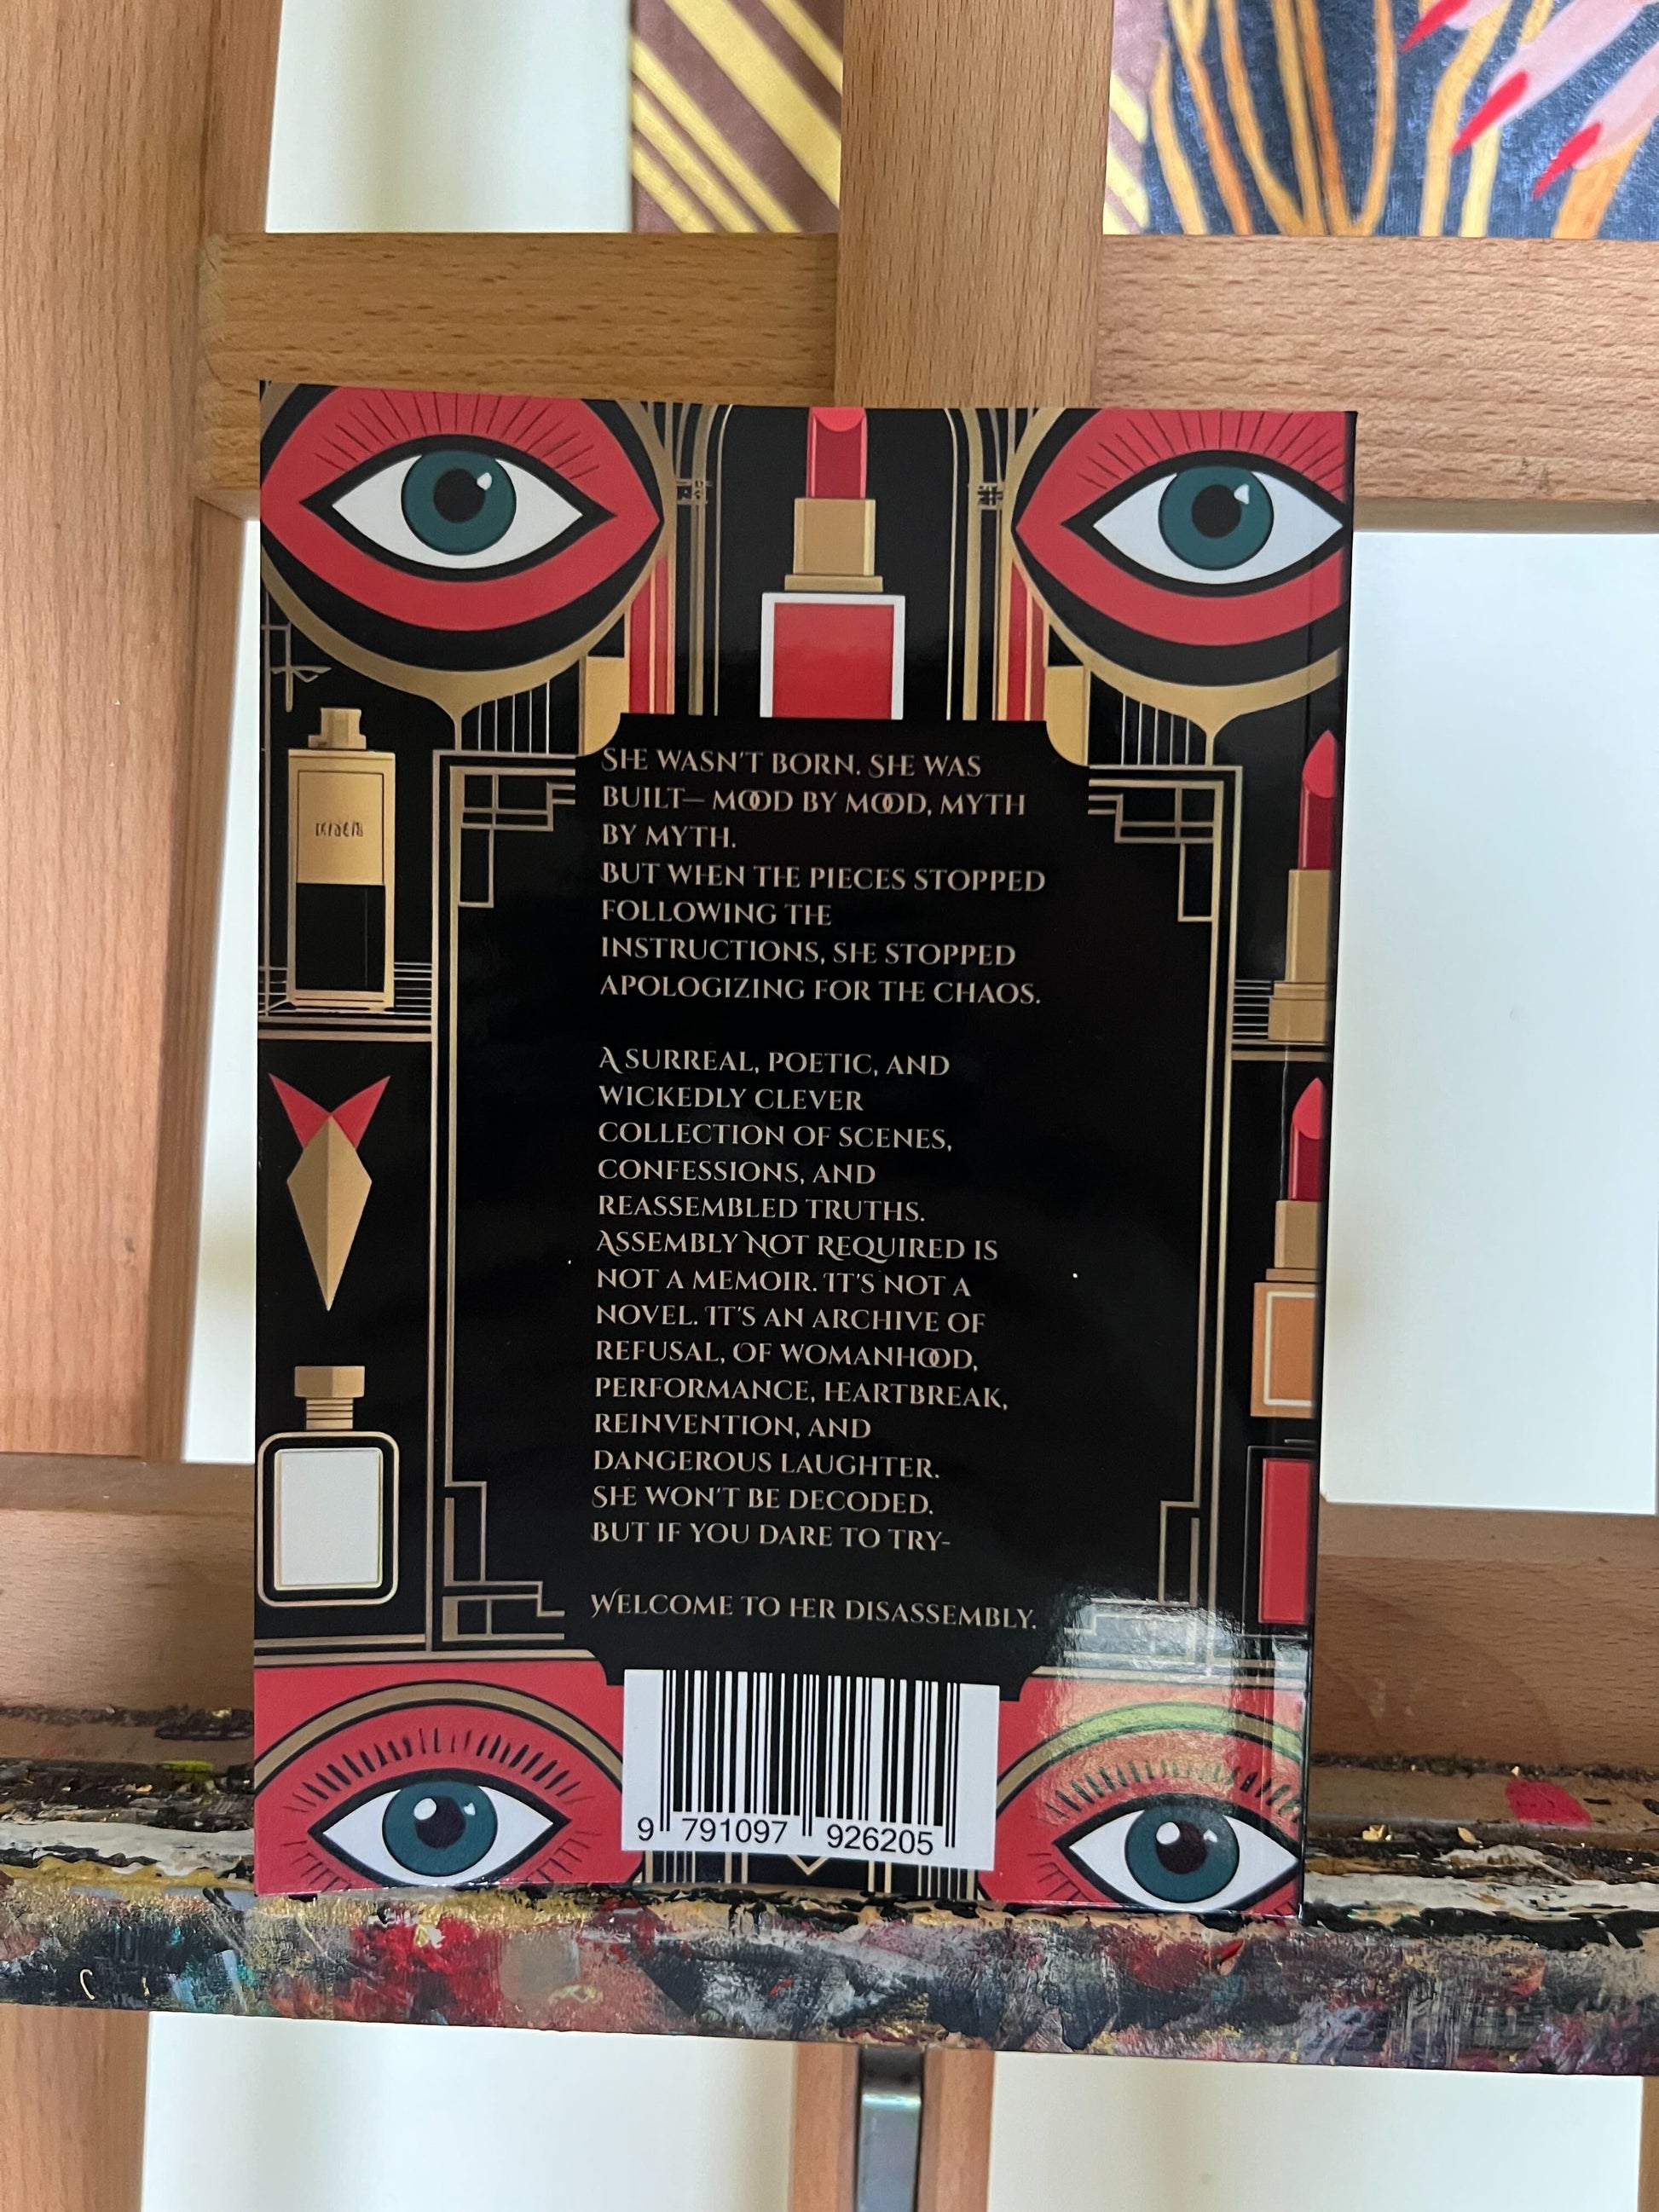 SHE WASN'T BORN. SHE WAS
BUILT— MOOD BY MOOD, MYTH
BY MYTH.
BUT WHEN THE PIECES STOPPED
FOLLOWING THE
INSTRUCTIONS, SHE STOPPED
APOLOGIZING FOR THE CHAOS.
A SURREAL, POETIC, AND
WICKEDLY CLEVER
COLLECTION OF SCENES,
CONFESSIONS, AND
REASSEMBLED TRUTHS.
ASSEMBLY NOT REQUIRED IS
NOT A MEMOIR. IT'S NOT A
NOVEL. IT'S AN ARCHIVE OF
REFUSAL, OF WOMANHOOD,
PERFORMANCE, HEARTBREAK,
REINVENTION, AND
DANGEROUS LAUGHTER.
SHE WON'T BE DECODED.
BUT IF YOU DARE TO TRY-
WELCOME TO HER DISASSEMBLY.
9 791097 926205